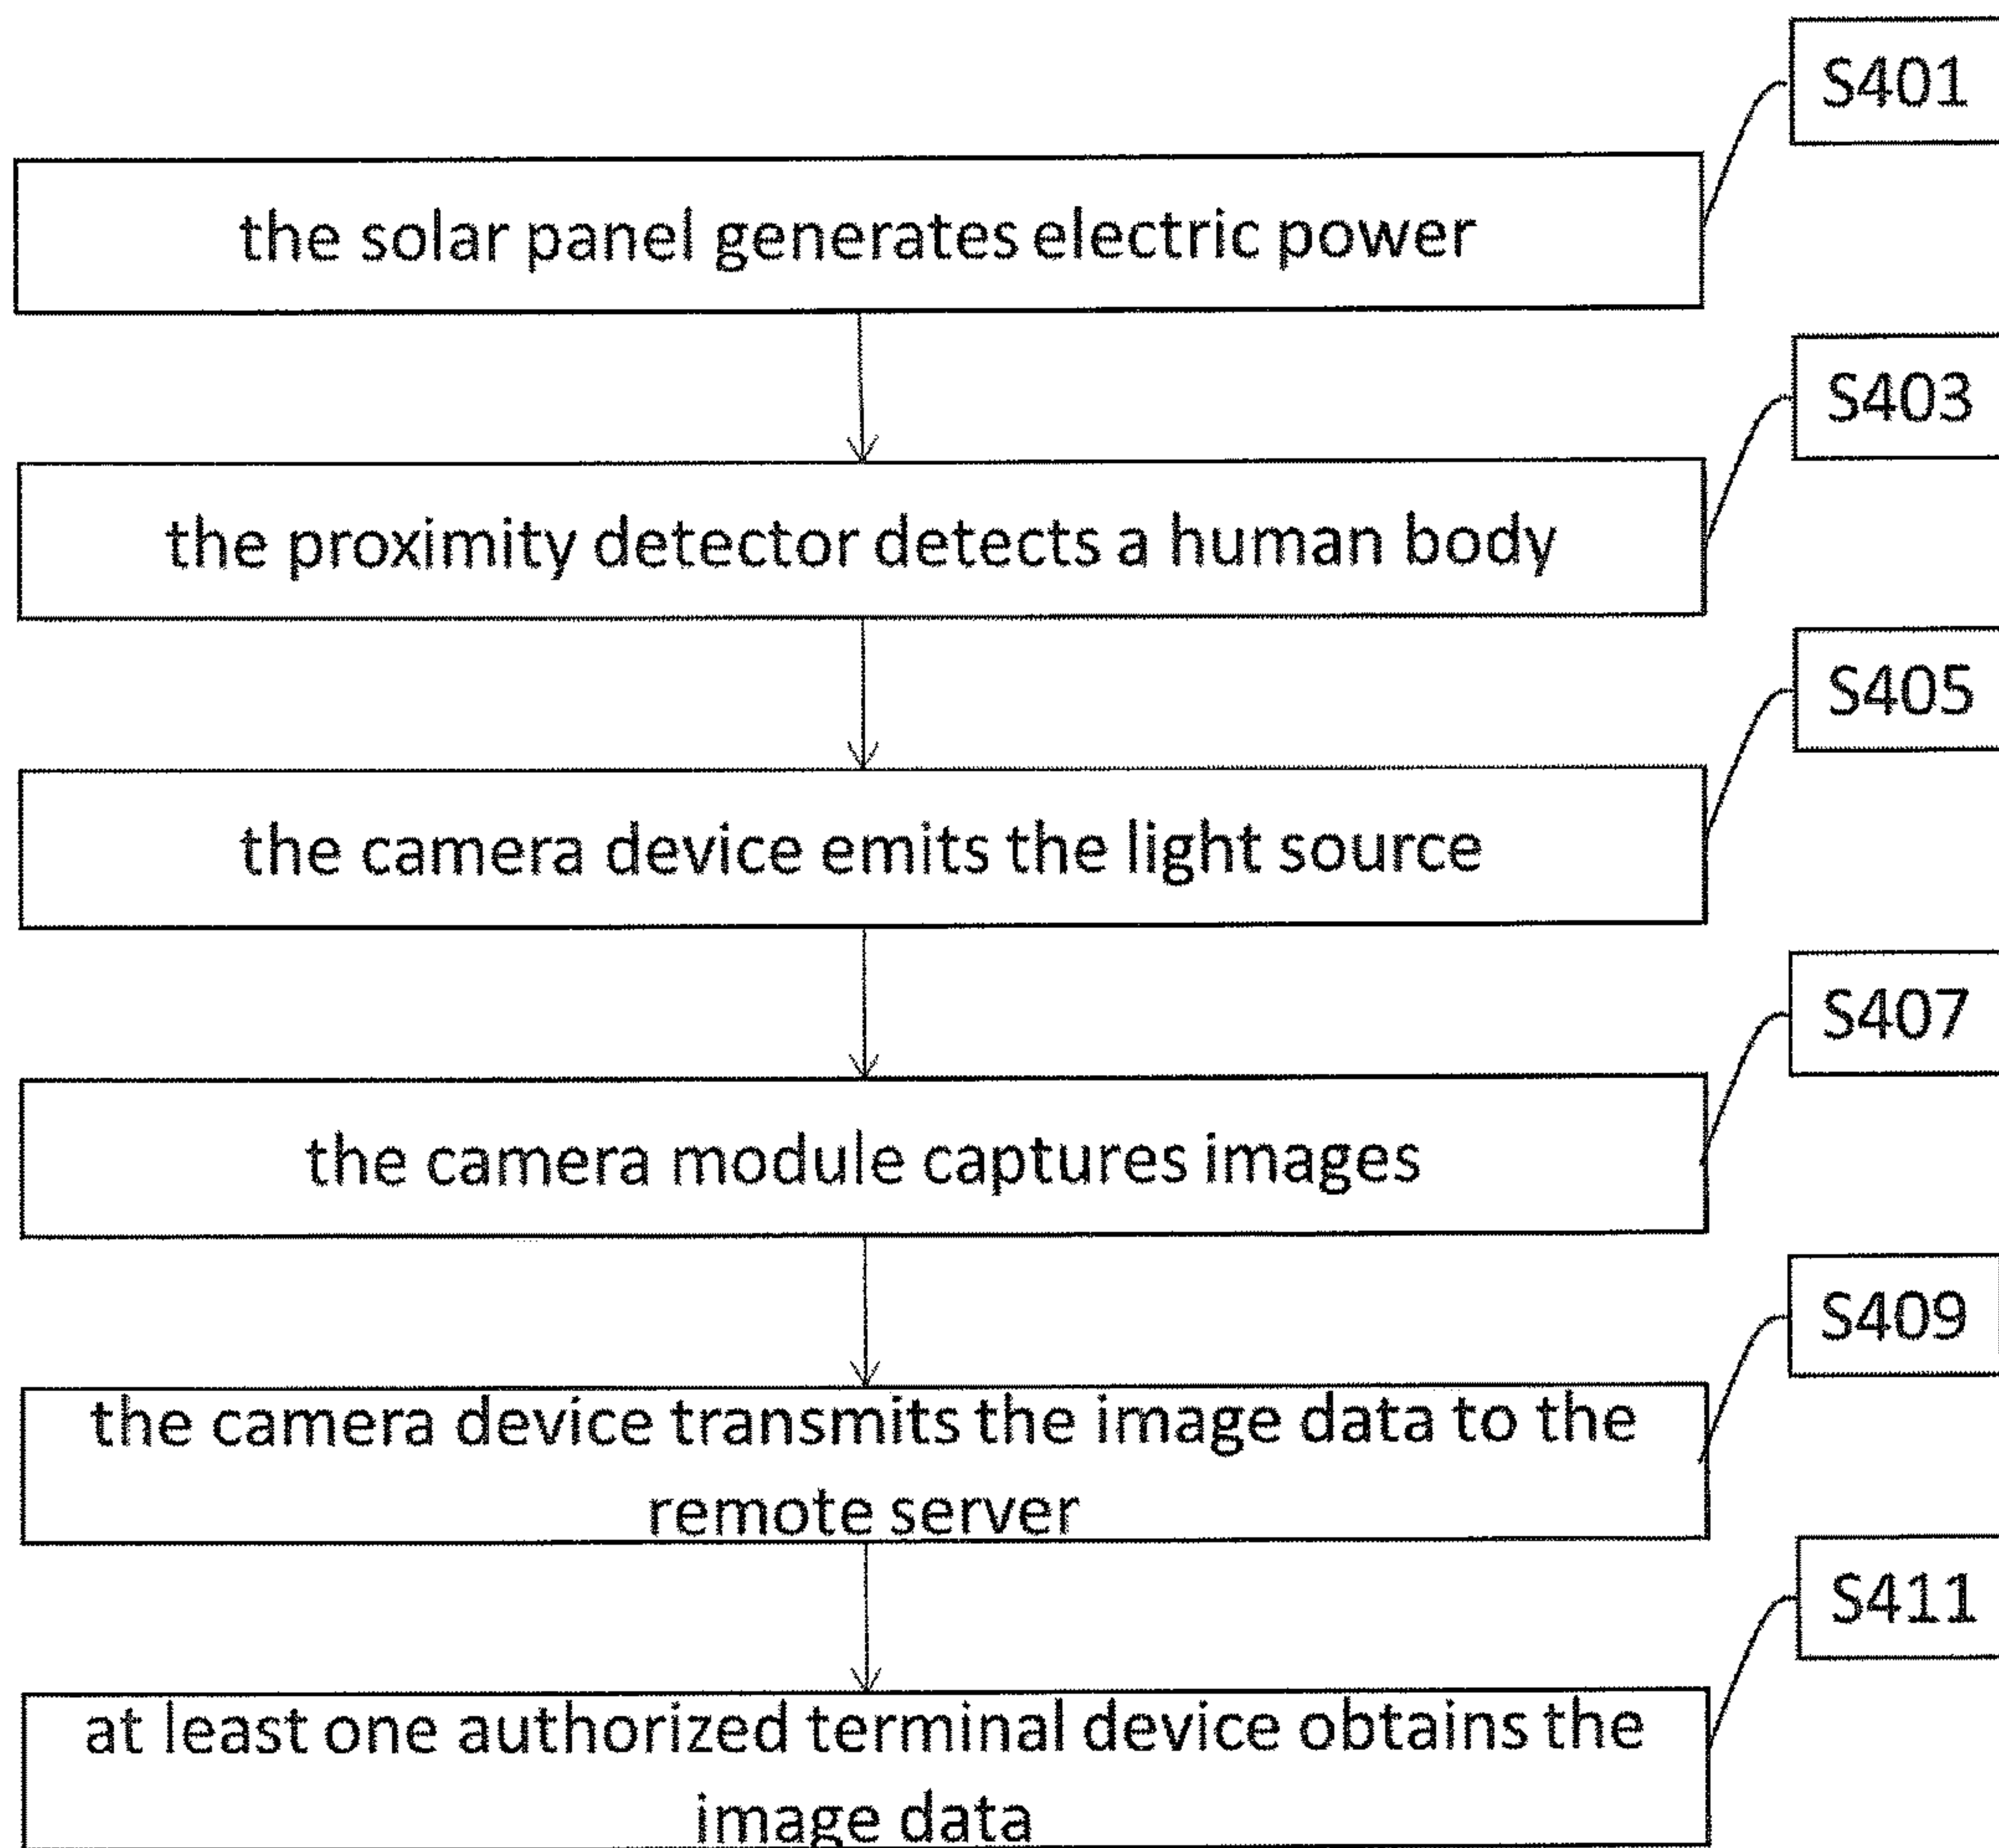 S401
the solar panel generates electric power
S403
the proximity detector detects a human body
S405
the camera device emits the light source
S407
the camera module captures images
S409
the camera device transmits the image data to the
remote server
S411
at least one authorized terminal device obtains the
image data